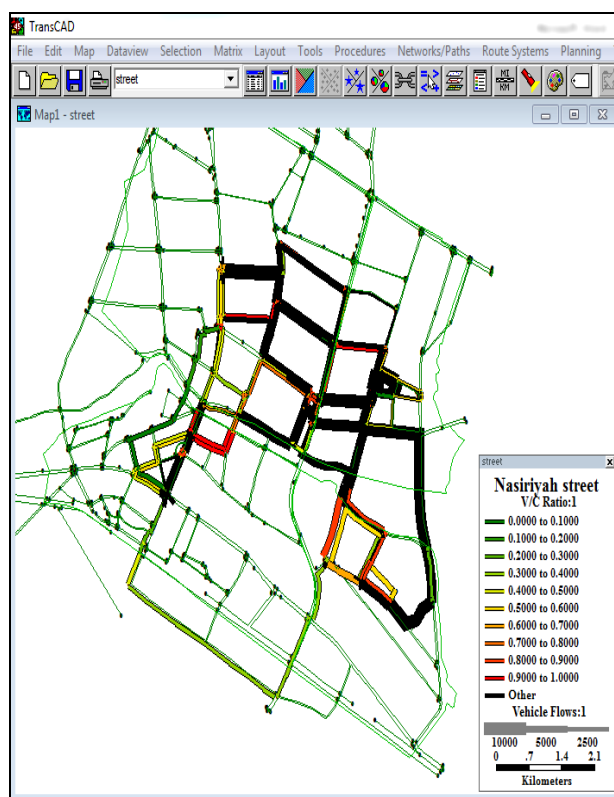 TransCAD
File Edit Map Dataview Selection Matrix Layout Tools Procedures Networks/Paths Route Systems Planning
street
MI
KM
Map1 - street
street
Nasiriyah street
V/C Ratio:1
0.0000 to 0.1000
0.1000 to 0.2000
0.2000 to 0.3000
0.3000 to 0.4000
0.4000 to 0.5000
0.5000 to 0.6000
0.6000 to 0.7000
0.7000 to 0.8000
0.8000 to 0.9000
0.9000 to 1.0000
Other
Vehicle Flows:1
10000 5000 2500
0 .7 1.4 2.1
Kilometers